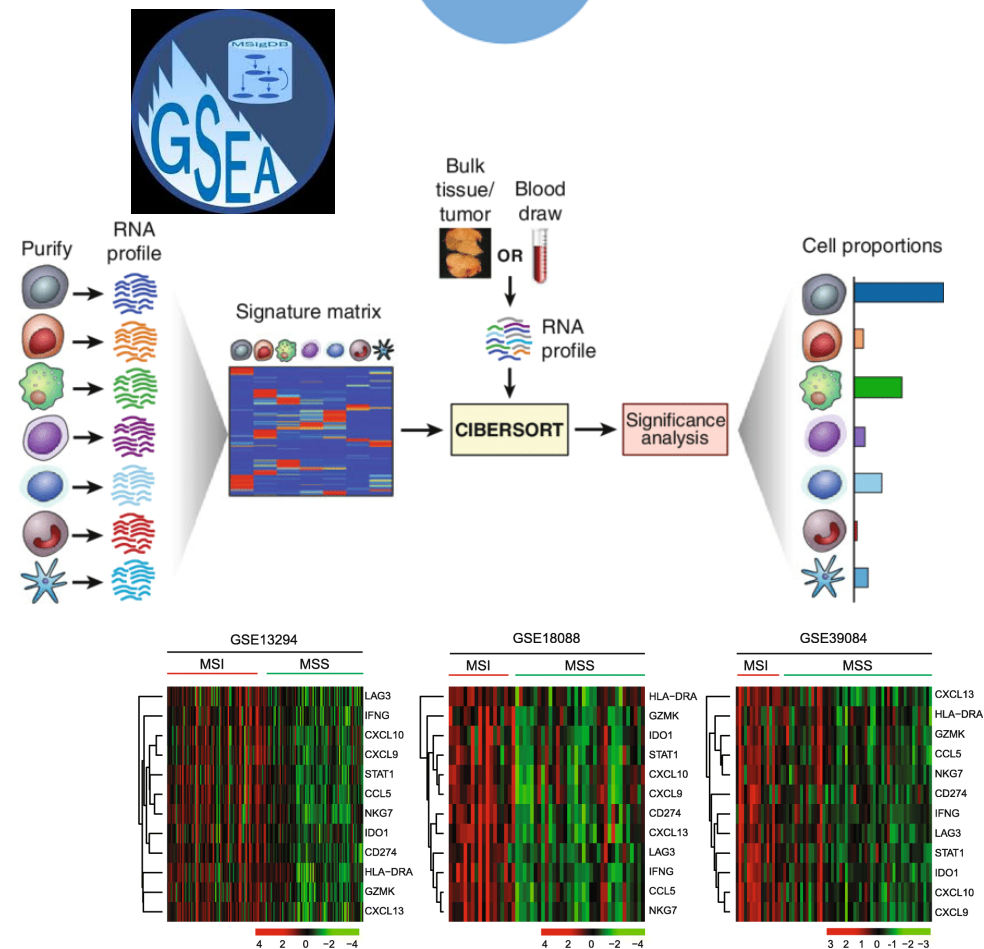 MSigDB
GSEA
Bulk
tissue/
tumor
Blood
draw
OR
Purify
RNA
profile
Signature matrix
RNA
profile
CIBERSORT
Significance
analysis
Cell proportions
GSE13294
MSI
MSS
LAG3
IFNG
CXCL10
CXCL9
STAT1
CCL5
NKG7
IDO1
CD274
HLA−DRA
GZMK
CXCL13
4 2 0 −2 −4
GSE18088
MSI
MSS
HLA−DRA
GZMK
IDO1
STAT1
CXCL10
CXCL9
CD274
CXCL13
LAG3
IFNG
CCL5
NKG7
4 2 0 −2 −4
GSE39084
MSI
MSS
CXCL13
HLA−DRA
GZMK
CCL5
NKG7
CD274
IFNG
LAG3
STAT1
IDO1
CXCL10
CXCL9
3 2 1 0 −1 −2 −3